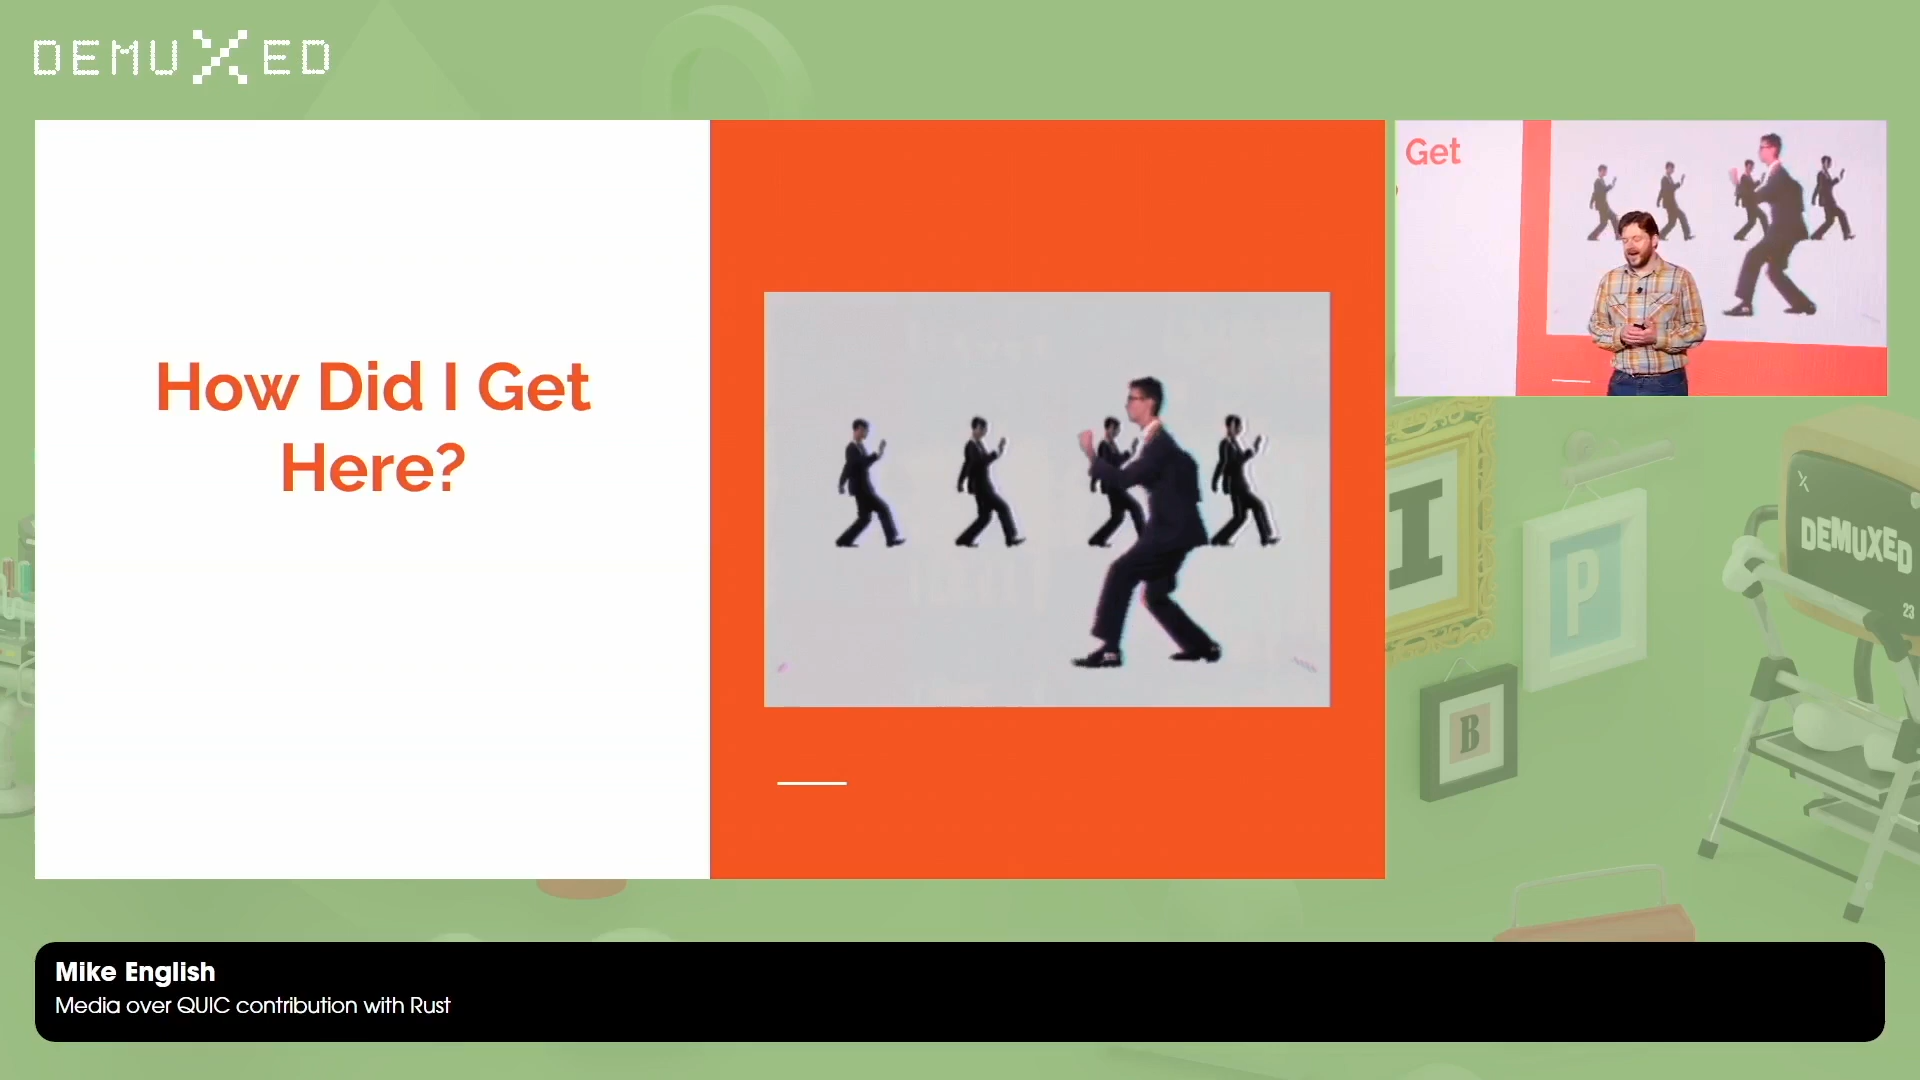 DEMUXED
How Did I Get
Here?
Get
I
P
B
DEMUXED
23
Mike English
Media over QUIC contribution with Rust